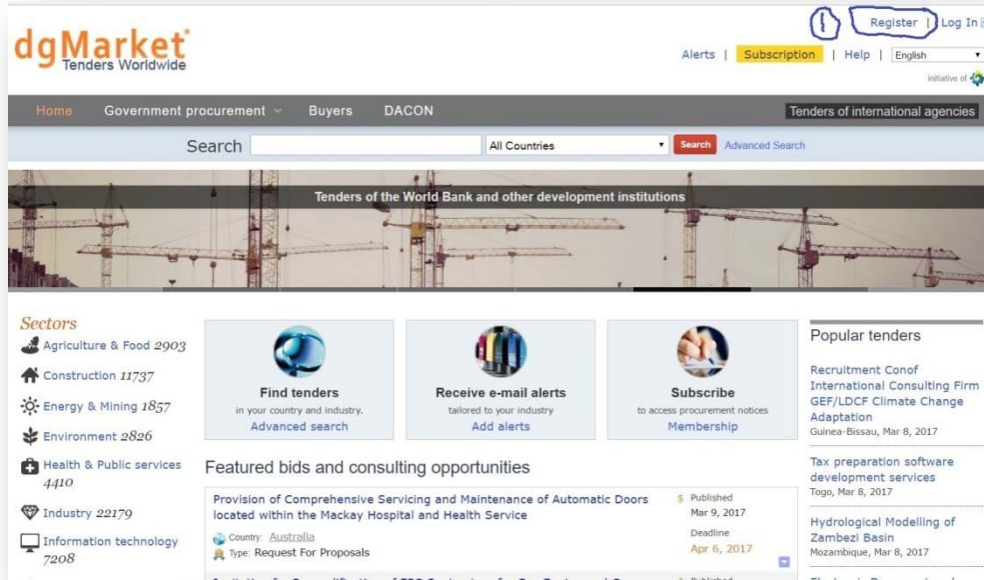 1
Register | Log In
dgMarket
Tenders Worldwide
Alerts | Subscription | Help | English
initiative of
Home Government procurement Buyers DACON Tenders of international agencies
Search All Countries Search Advanced Search
Tenders of the World Bank and other development institutions
Sectors
Agriculture & Food 2903
Construction 11737
Energy & Mining 1857
Environment 2826
Health & Public services
4410
Industry 22179
Information technology
7208
Find tenders
in your country and industry.
Advanced search
Receive e-mail alerts
tailored to your industry
Add alerts
Subscribe
to access procurement notices
Membership
Featured bids and consulting opportunities
Provision of Comprehensive Servicing and Maintenance of Automatic Doors
located within the Mackay Hospital and Health Service
Country: Australia
Type: Request For Proposals
$ Published
Mar 9, 2017
Deadline
Apr 6, 2017
Popular tenders
Recruitment Conof
International Consulting Firm
GEF/LDCF Climate Change
Adaptation
Guinea-Bissau, Mar 8, 2017
Tax preparation software
development services
Togo, Mar 8, 2017
Hydrological Modelling of
Zambezi Basin
Mozambique, Mar 8, 2017